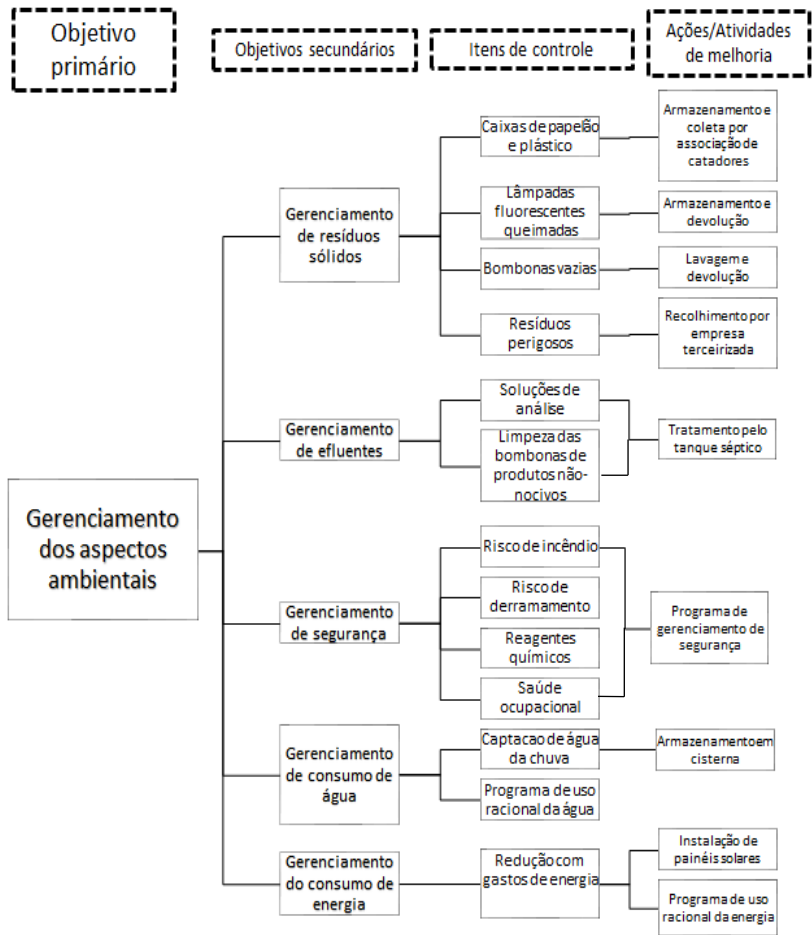 Objetivo
primário
Objetivos secundários
Itens de controle
Ações/Atividades
de melhoria
Caixas de papelão
e plástico
Armazenamento e
coleta por
associação de
catadores
Gerenciamento
de resíduos
sólidos
Lâmpadas
fluorescentes
queimadas
Armazenamento e
devolução
Bombonas vazias
Lavagem e
devolução
Resíduos
perigosos
Recolhimento por
empresa
terceirizada
Gerenciamento
de efluentes
Soluções de
análise
Limpeza das
bombonas de
produtos não-
nocivos
Tratamento pelo
tanque séptico
Gerenciamento
dos aspectos
ambientais
Gerenciamento
de segurança
Risco de incêndio
Risco de
derramamento
Reagentes
químicos
Saúde
ocupacional
Programa de
gerenciamento de
segurança
Gerenciamento
de consumo de
água
Captacao de água
da chuva
Armazenamento em
cisterna
Programa de uso
racional da água
Gerenciamento
do consumo de
energia
Redução com
gastos de energia
Instalação de
painéis solares
Programa de uso
racional da energia